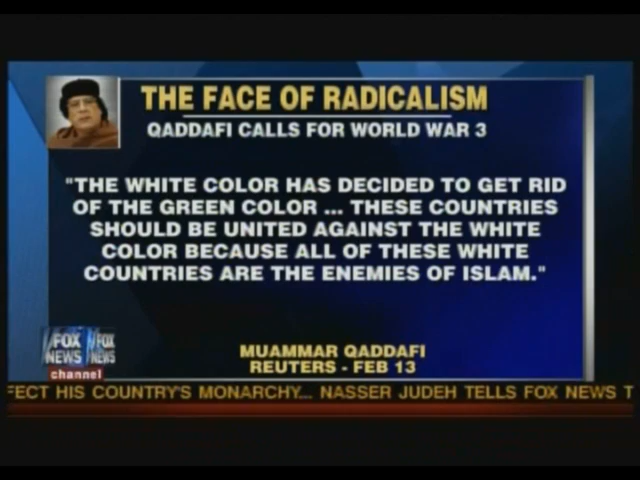 THE FACE OF RADICALISM
QADDAFI CALLS FOR WORLD WAR 3
"THE WHITE COLOR HAS DECIDED TO GET RID
OF THE GREEN COLOR ... THESE COUNTRIES
SHOULD BE UNITED AGAINST THE WHITE
COLOR BECAUSE ALL OF THESE WHITE
COUNTRIES ARE THE ENEMIES OF ISLAM."
MUAMMAR QADDAFI
REUTERS - FEB 13
FOX NEWS
channel
FOX NEWS
FECT HIS COUNTRY'S MONARCHY... NASSER JUDEH TELLS FOX NEWS T